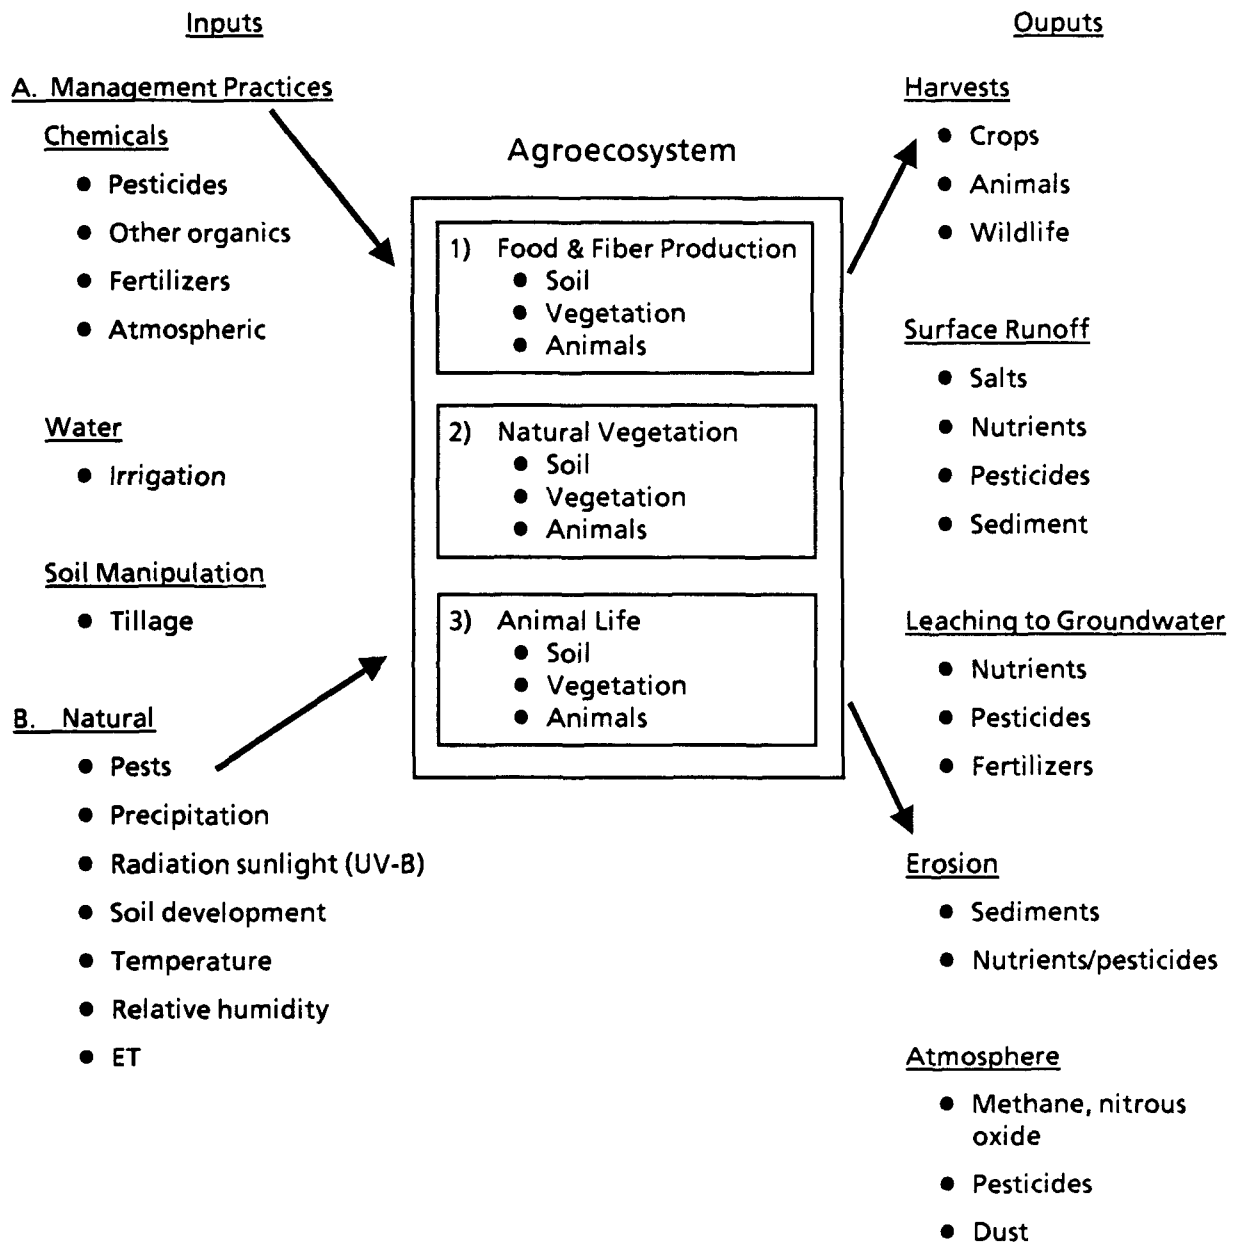 Inputs
A. Management Practices
Chemicals
● Pesticides
● Other organics
● Fertilizers
● Atmospheric
Water
● Irrigation
Soil Manipulation
● Tillage
B. Natural
● Pests
● Precipitation
● Radiation sunlight (UV-B)
● Soil development
● Temperature
● Relative humidity
● ET
Agroecosystem
1) Food & Fiber Production
● Soil
● Vegetation
● Animals
2) Natural Vegetation
● Soil
● Vegetation
● Animals
3) Animal Life
● Soil
● Vegetation
● Animals
Ouputs
Harvests
● Crops
● Animals
● Wildlife
Surface Runoff
● Salts
● Nutrients
● Pesticides
● Sediment
Leaching to Groundwater
● Nutrients
● Pesticides
● Fertilizers
Erosion
● Sediments
● Nutrients/pesticides
Atmosphere
● Methane, nitrous
oxide
● Pesticides
● Dust